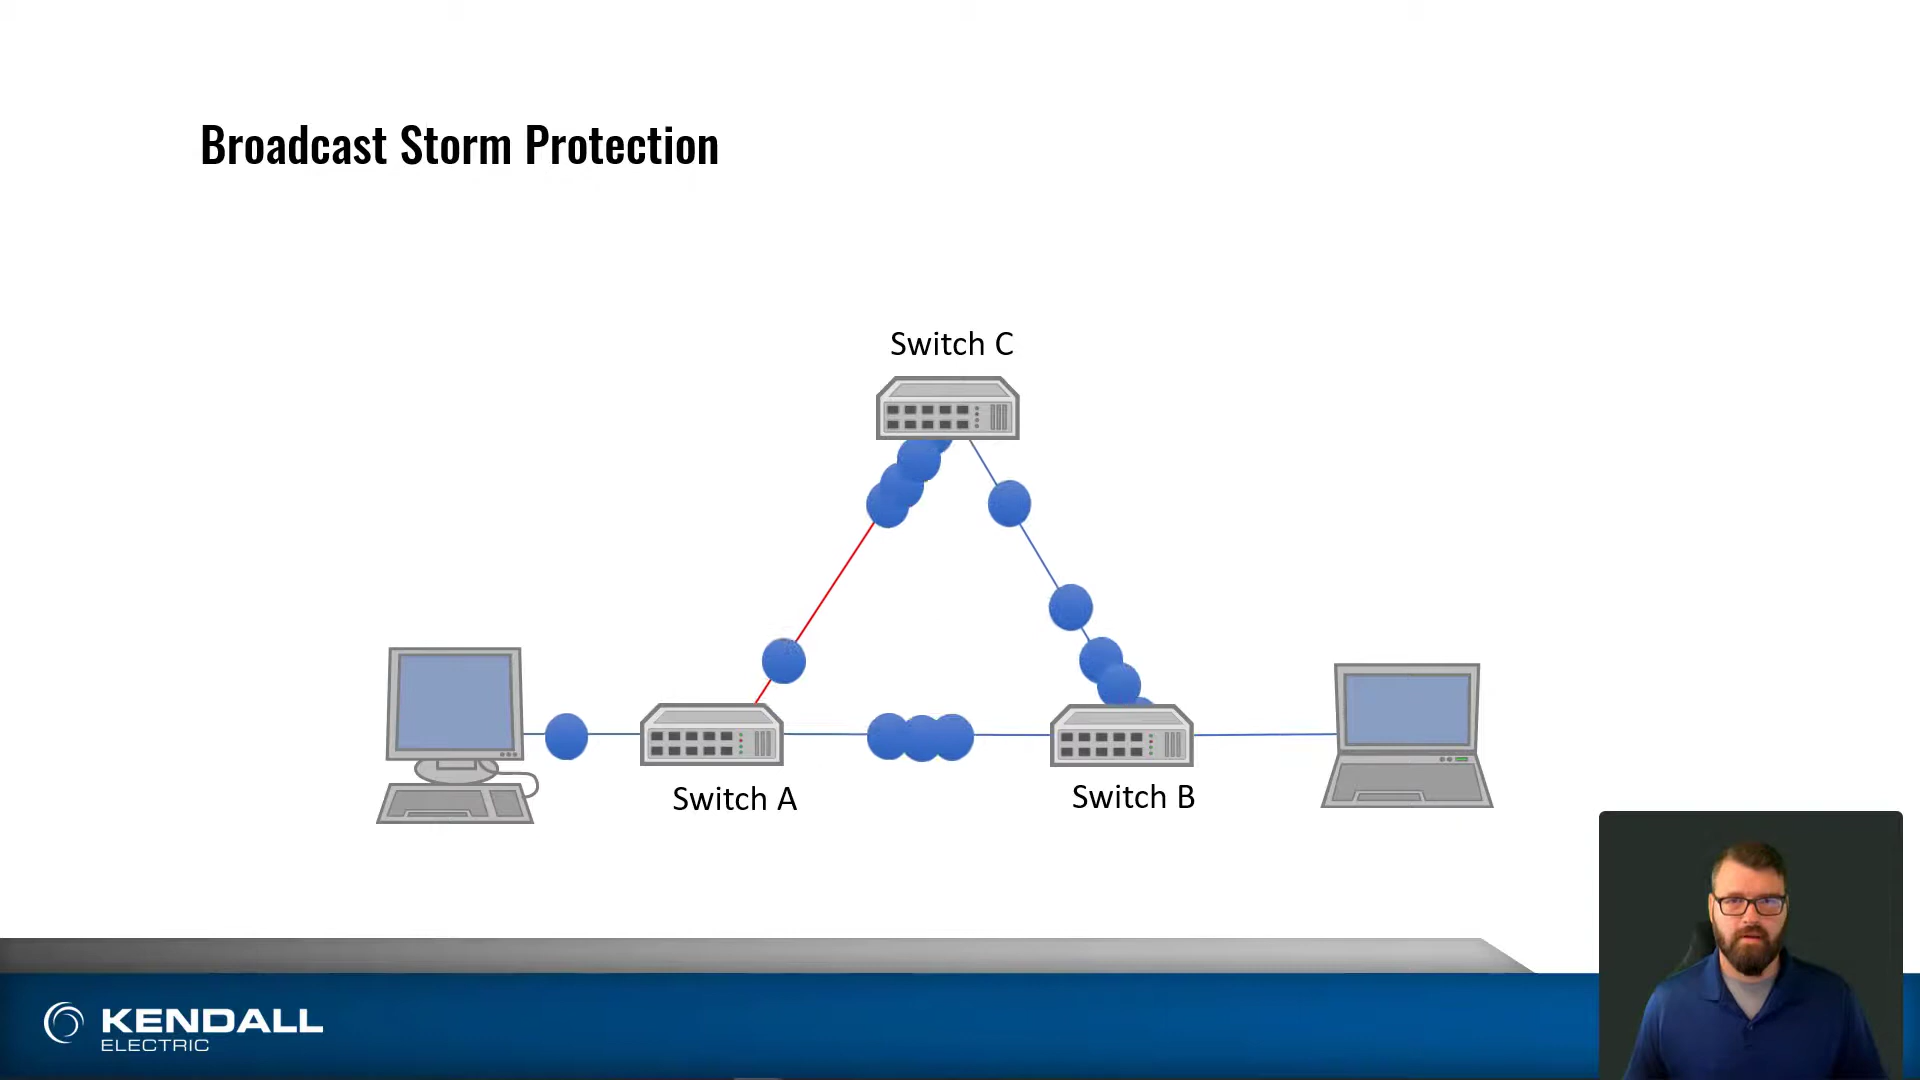 Broadcast Storm Protection
Switch C
Switch A
Switch B
KENDALL
ELECTRIC